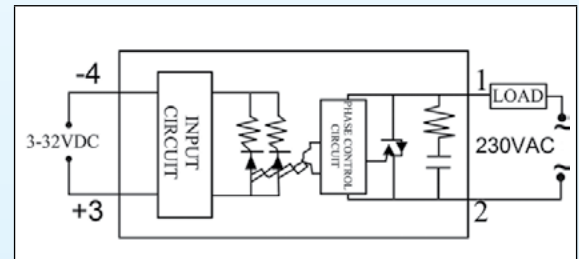 -4
3-32VDC
+3
INPUT
CIRCUIT
PHASE CONTROL
CIRCUIT
1
LOAD
230VAC
2